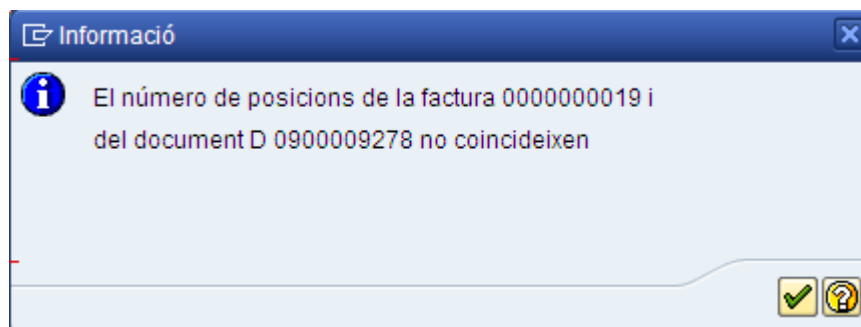 Informació
El número de posicions de la factura 0000000019 i
del document D 0900009278 no coincideixen